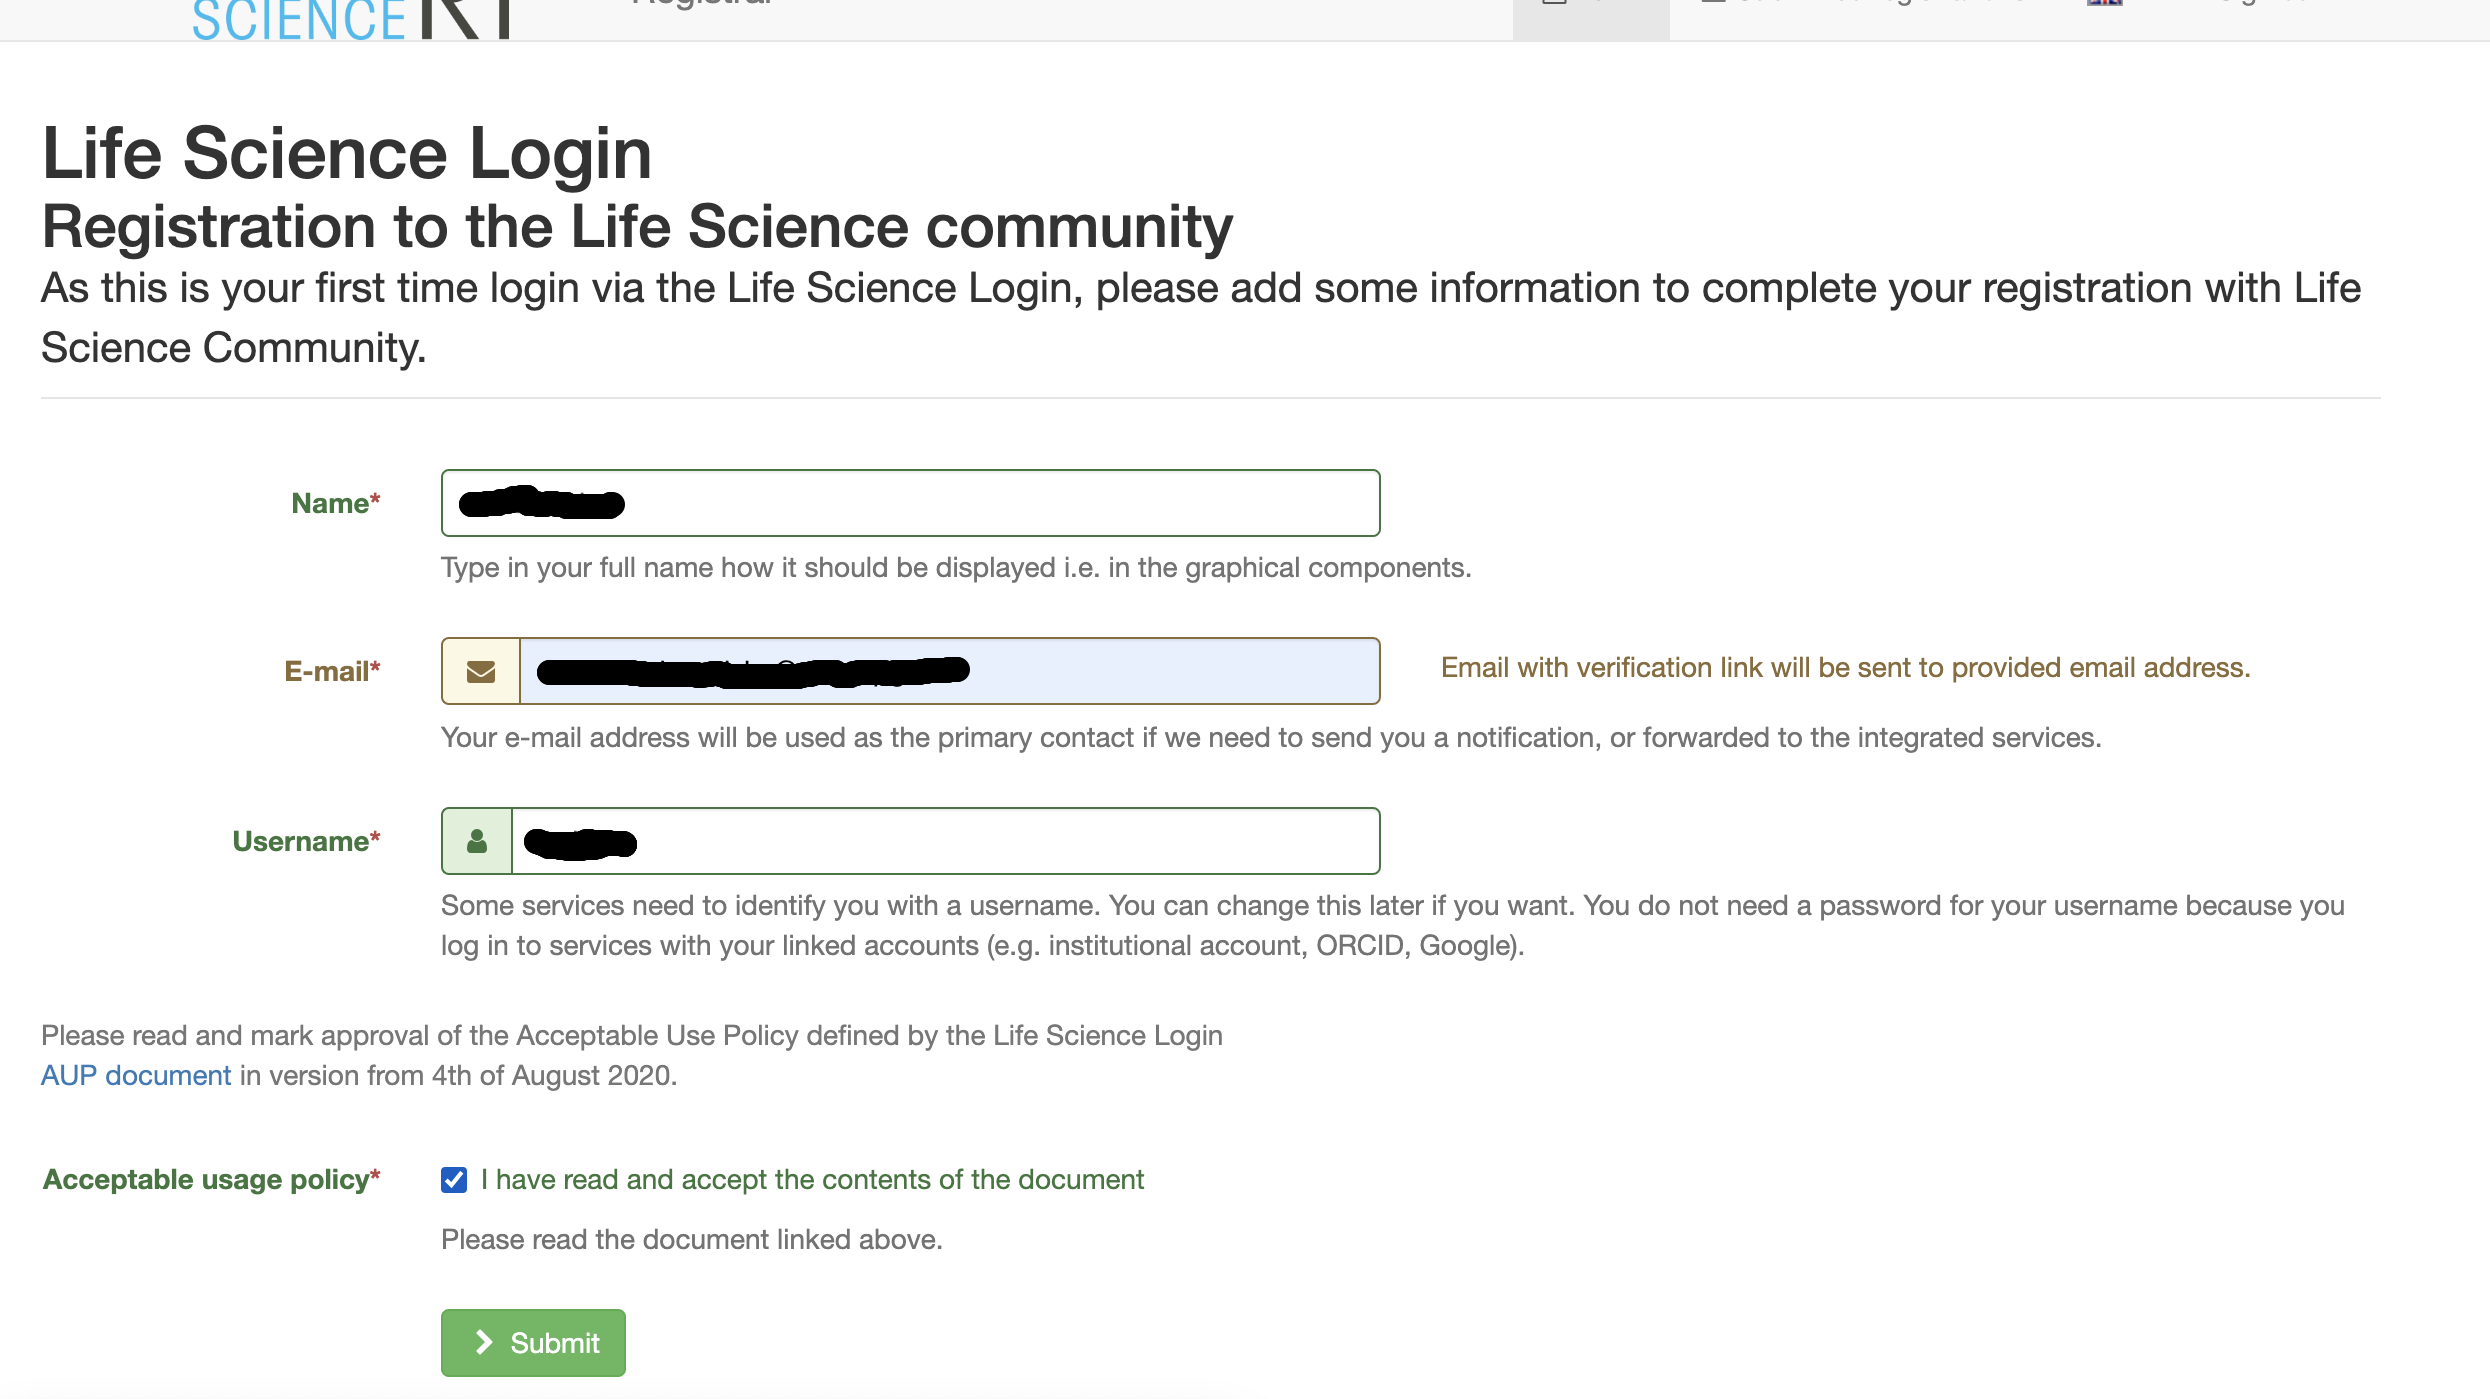 SCIENCE RI
Registrar
Life Science Login
Registration to the Life Science community
As this is your first time login via the Life Science Login, please add some information to complete your registration with Life
Science Community.
Name*
Type in your full name how it should be displayed i.e. in the graphical components.
E-mail*
Email with verification link will be sent to provided email address.
Your e-mail address will be used as the primary contact if we need to send you a notification, or forwarded to the integrated services.
Username*
Some services need to identify you with a username. You can change this later if you want. You do not need a password for your username because you
log in to services with your linked accounts (e.g. institutional account, ORCID, Google).
Please read and mark approval of the Acceptable Use Policy defined by the Life Science Login
AUP document in version from 4th of August 2020.
Acceptable usage policy*
I have read and accept the contents of the document
Please read the document linked above.
Submit